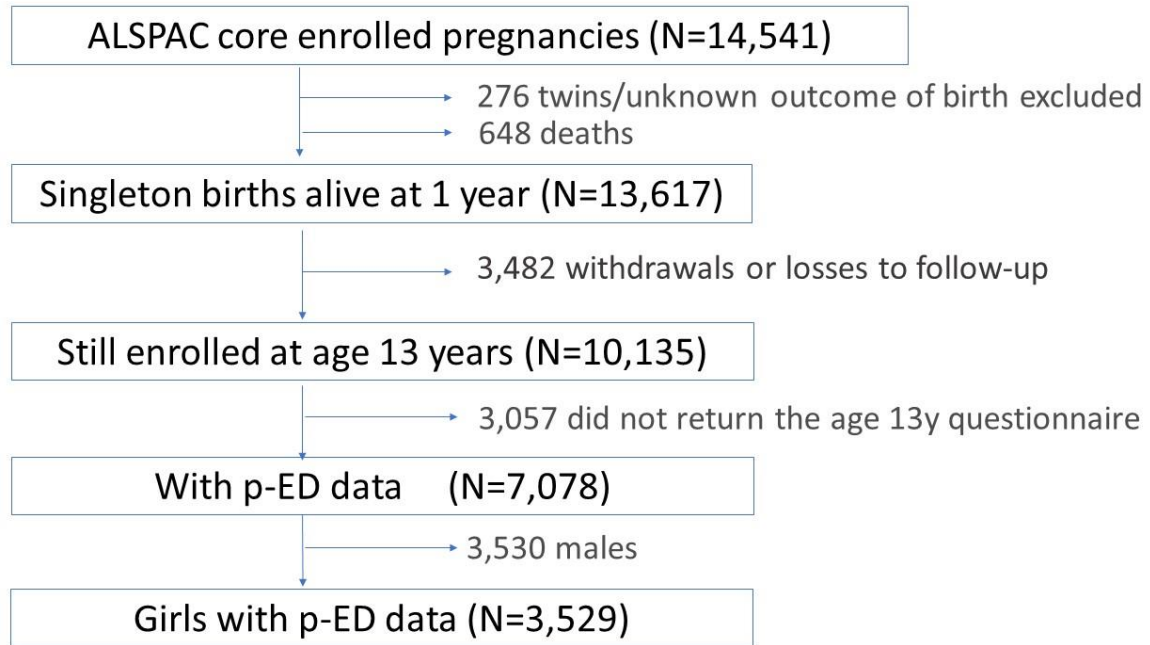 ALSPAC core enrolled pregnancies (N=14,541)
276 twins/unknown outcome of birth excluded
648 deaths
Singleton births alive at 1 year (N=13,617)
3,482 withdrawals or losses to follow-up
Still enrolled at age 13 years (N=10,135)
3,057 did not return the age 13y questionnaire
With p-ED data (N=7,078)
3,530 males
Girls with p-ED data (N=3,529)